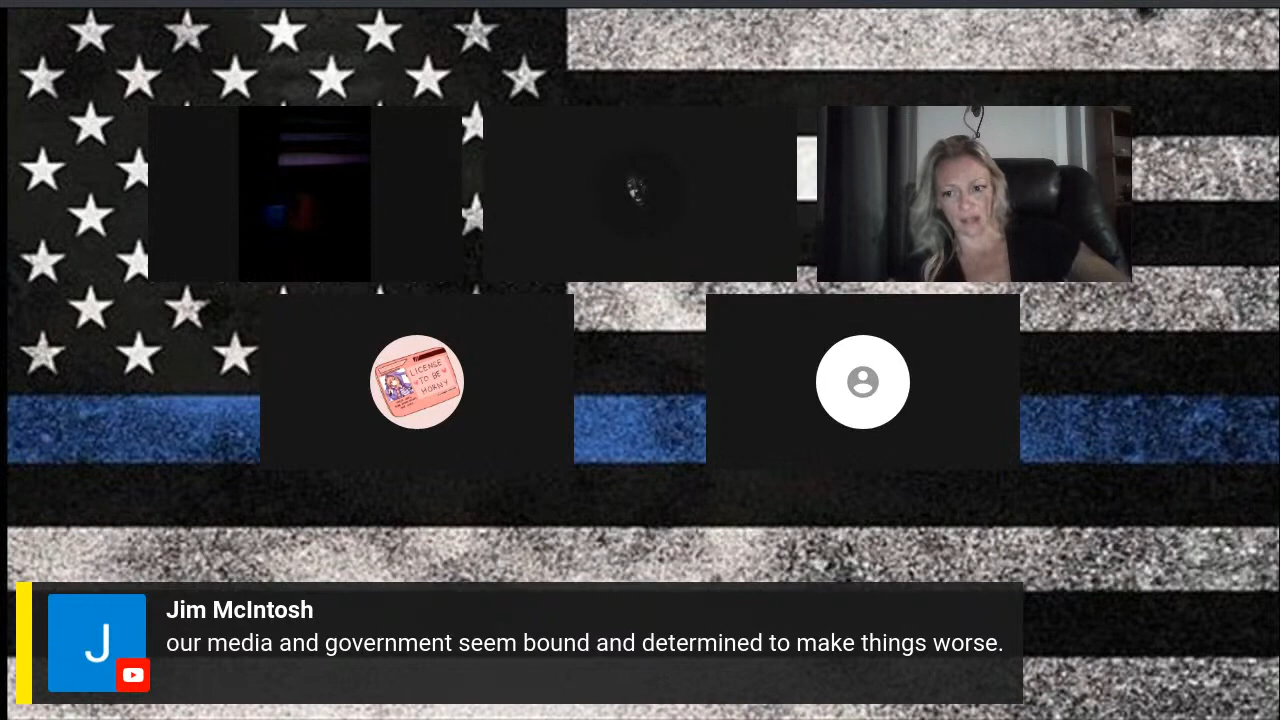 LICENSE
TO BE
HORNY
J
Jim McIntosh
our media and government seem bound and determined to make things worse.